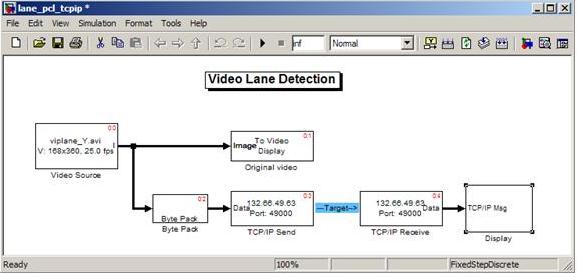 lane_pcl_tcpip *
File Edit View Simulation Format Tools Help
inf Normal
Video Lane Detection
0:0
viplane_Y.avi
V: 168x360, 25.0 fps
I
Video Source
0:1
Image
To Video
Display
Original video
0:2
Byte Pack
Byte Pack
0:3
Data
132.66.49.63
Port: 49000
TCP/IP Send
---Target-->
0:4
132.66.49.63
Port: 49000
Data
TCP/IP Receive
TCP/IP Msg
Display
Ready 100% FixedStepDiscrete